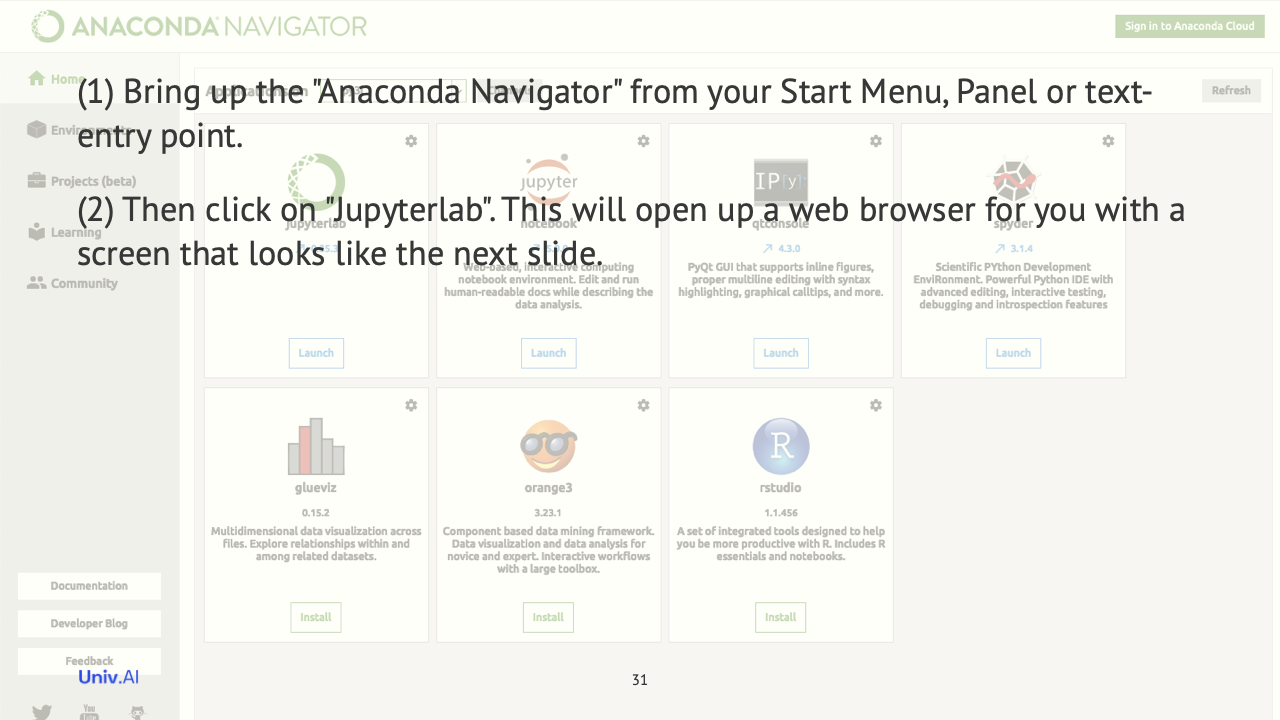 ANACONDA NAVIGATOR
Sign in to Anaconda Cloud
Home
(1) Bring up the "Anaconda Navigator" from your Start Menu, Panel or text-
entry point.
Refresh
Environments
Projects (beta)
(2) Then click on "Jupyterlab". This will open up a web browser for you with a
screen that looks like the next slide.
Learning
Community
jupyterlab
Launch
jupyter
notebook
Web-based, interactive computing
notebook environment. Edit and run
human-readable docs while describing the
data analysis.
Launch
IP[y]:
qtconsole
4.3.0
PyQt GUI that supports inline figures,
proper multiline editing with syntax
highlighting, graphical calltips, and more.
Launch
spyder
3.1.4
Scientific PYthon Development
EnviRonment. Powerful Python IDE with
advanced editing, interactive testing,
debugging and introspection features
Launch
glueviz
0.15.2
Multidimensional data visualization across
files. Explore relationships within and
among related datasets.
Install
orange3
3.23.1
Component based data mining framework.
Data visualization and data analysis for
novice and expert. Interactive workflows
with a large toolbox.
Install
R
rstudio
1.1.456
A set of integrated tools designed to help
you be more productive with R. Includes R
essentials and notebooks.
Install
Documentation
Developer Blog
Feedback
Univ.AI
You
Tube
31